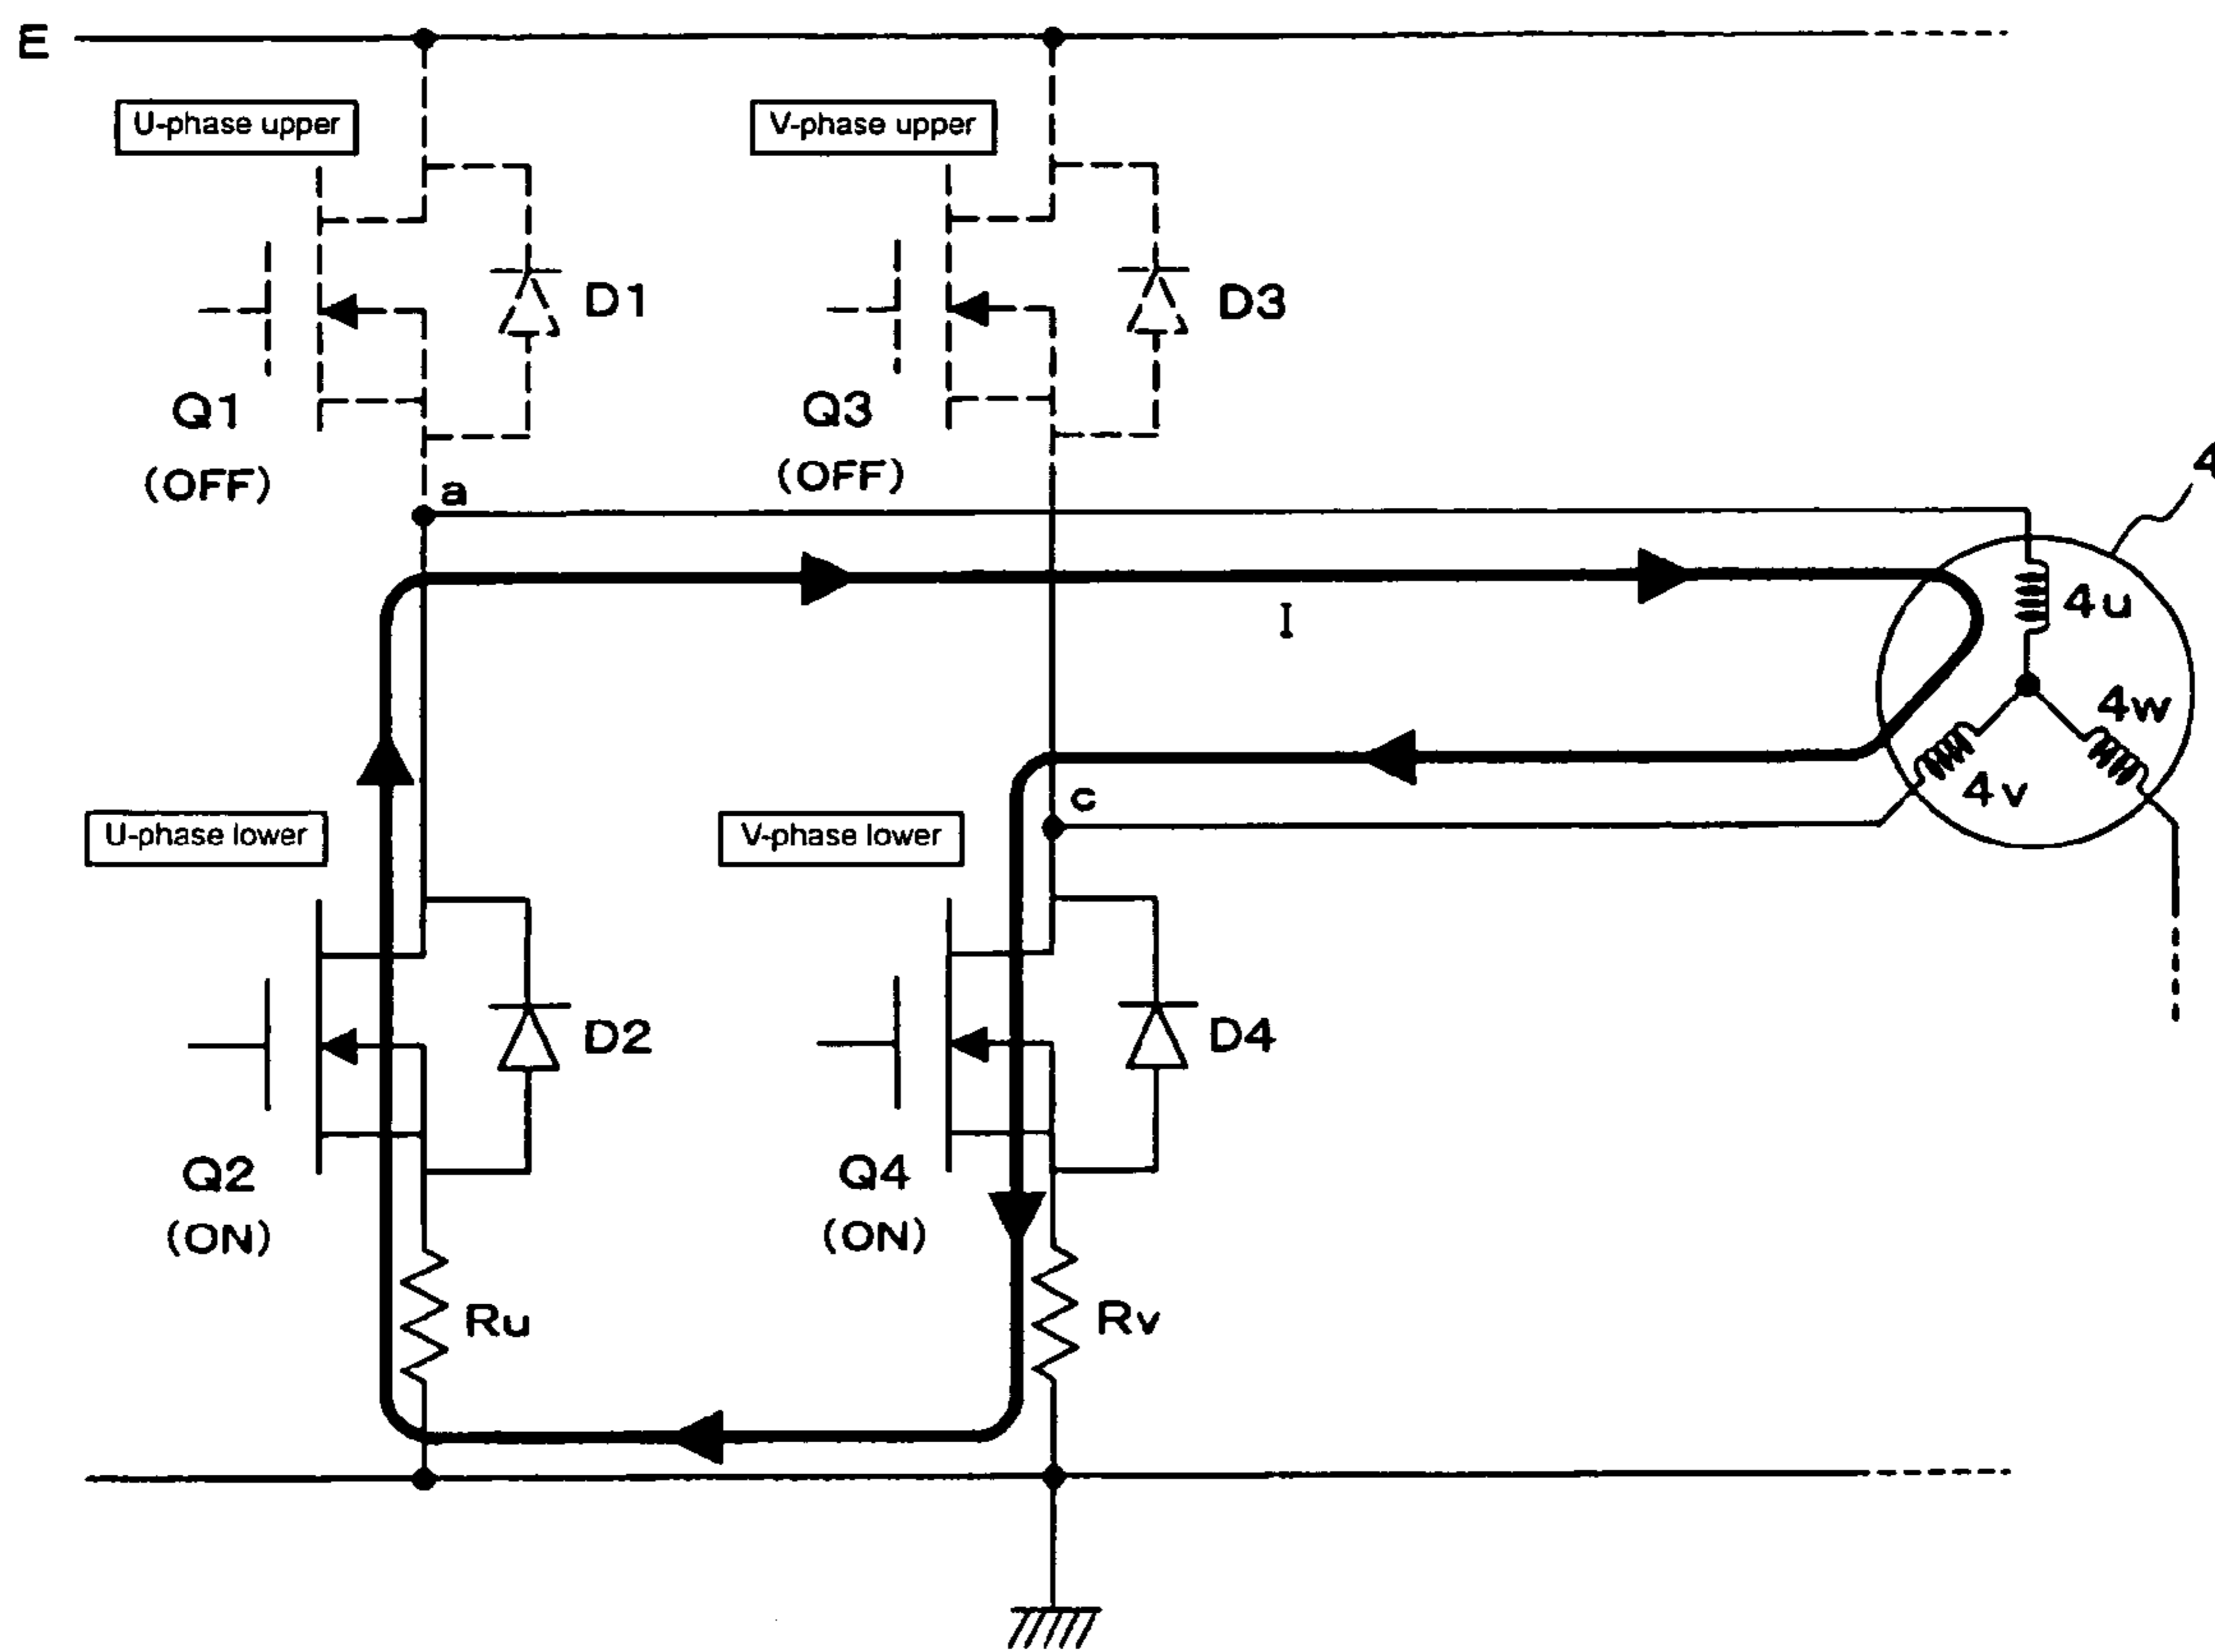 E
U-phase upper
V-phase upper
D1
D3
Q1
(OFF)
Q3
(OFF)
a
4
I
4u
4w
4v
c
U-phase lower
V-phase lower
D2
D4
Q2
(ON)
Q4
(ON)
Ru
Rv